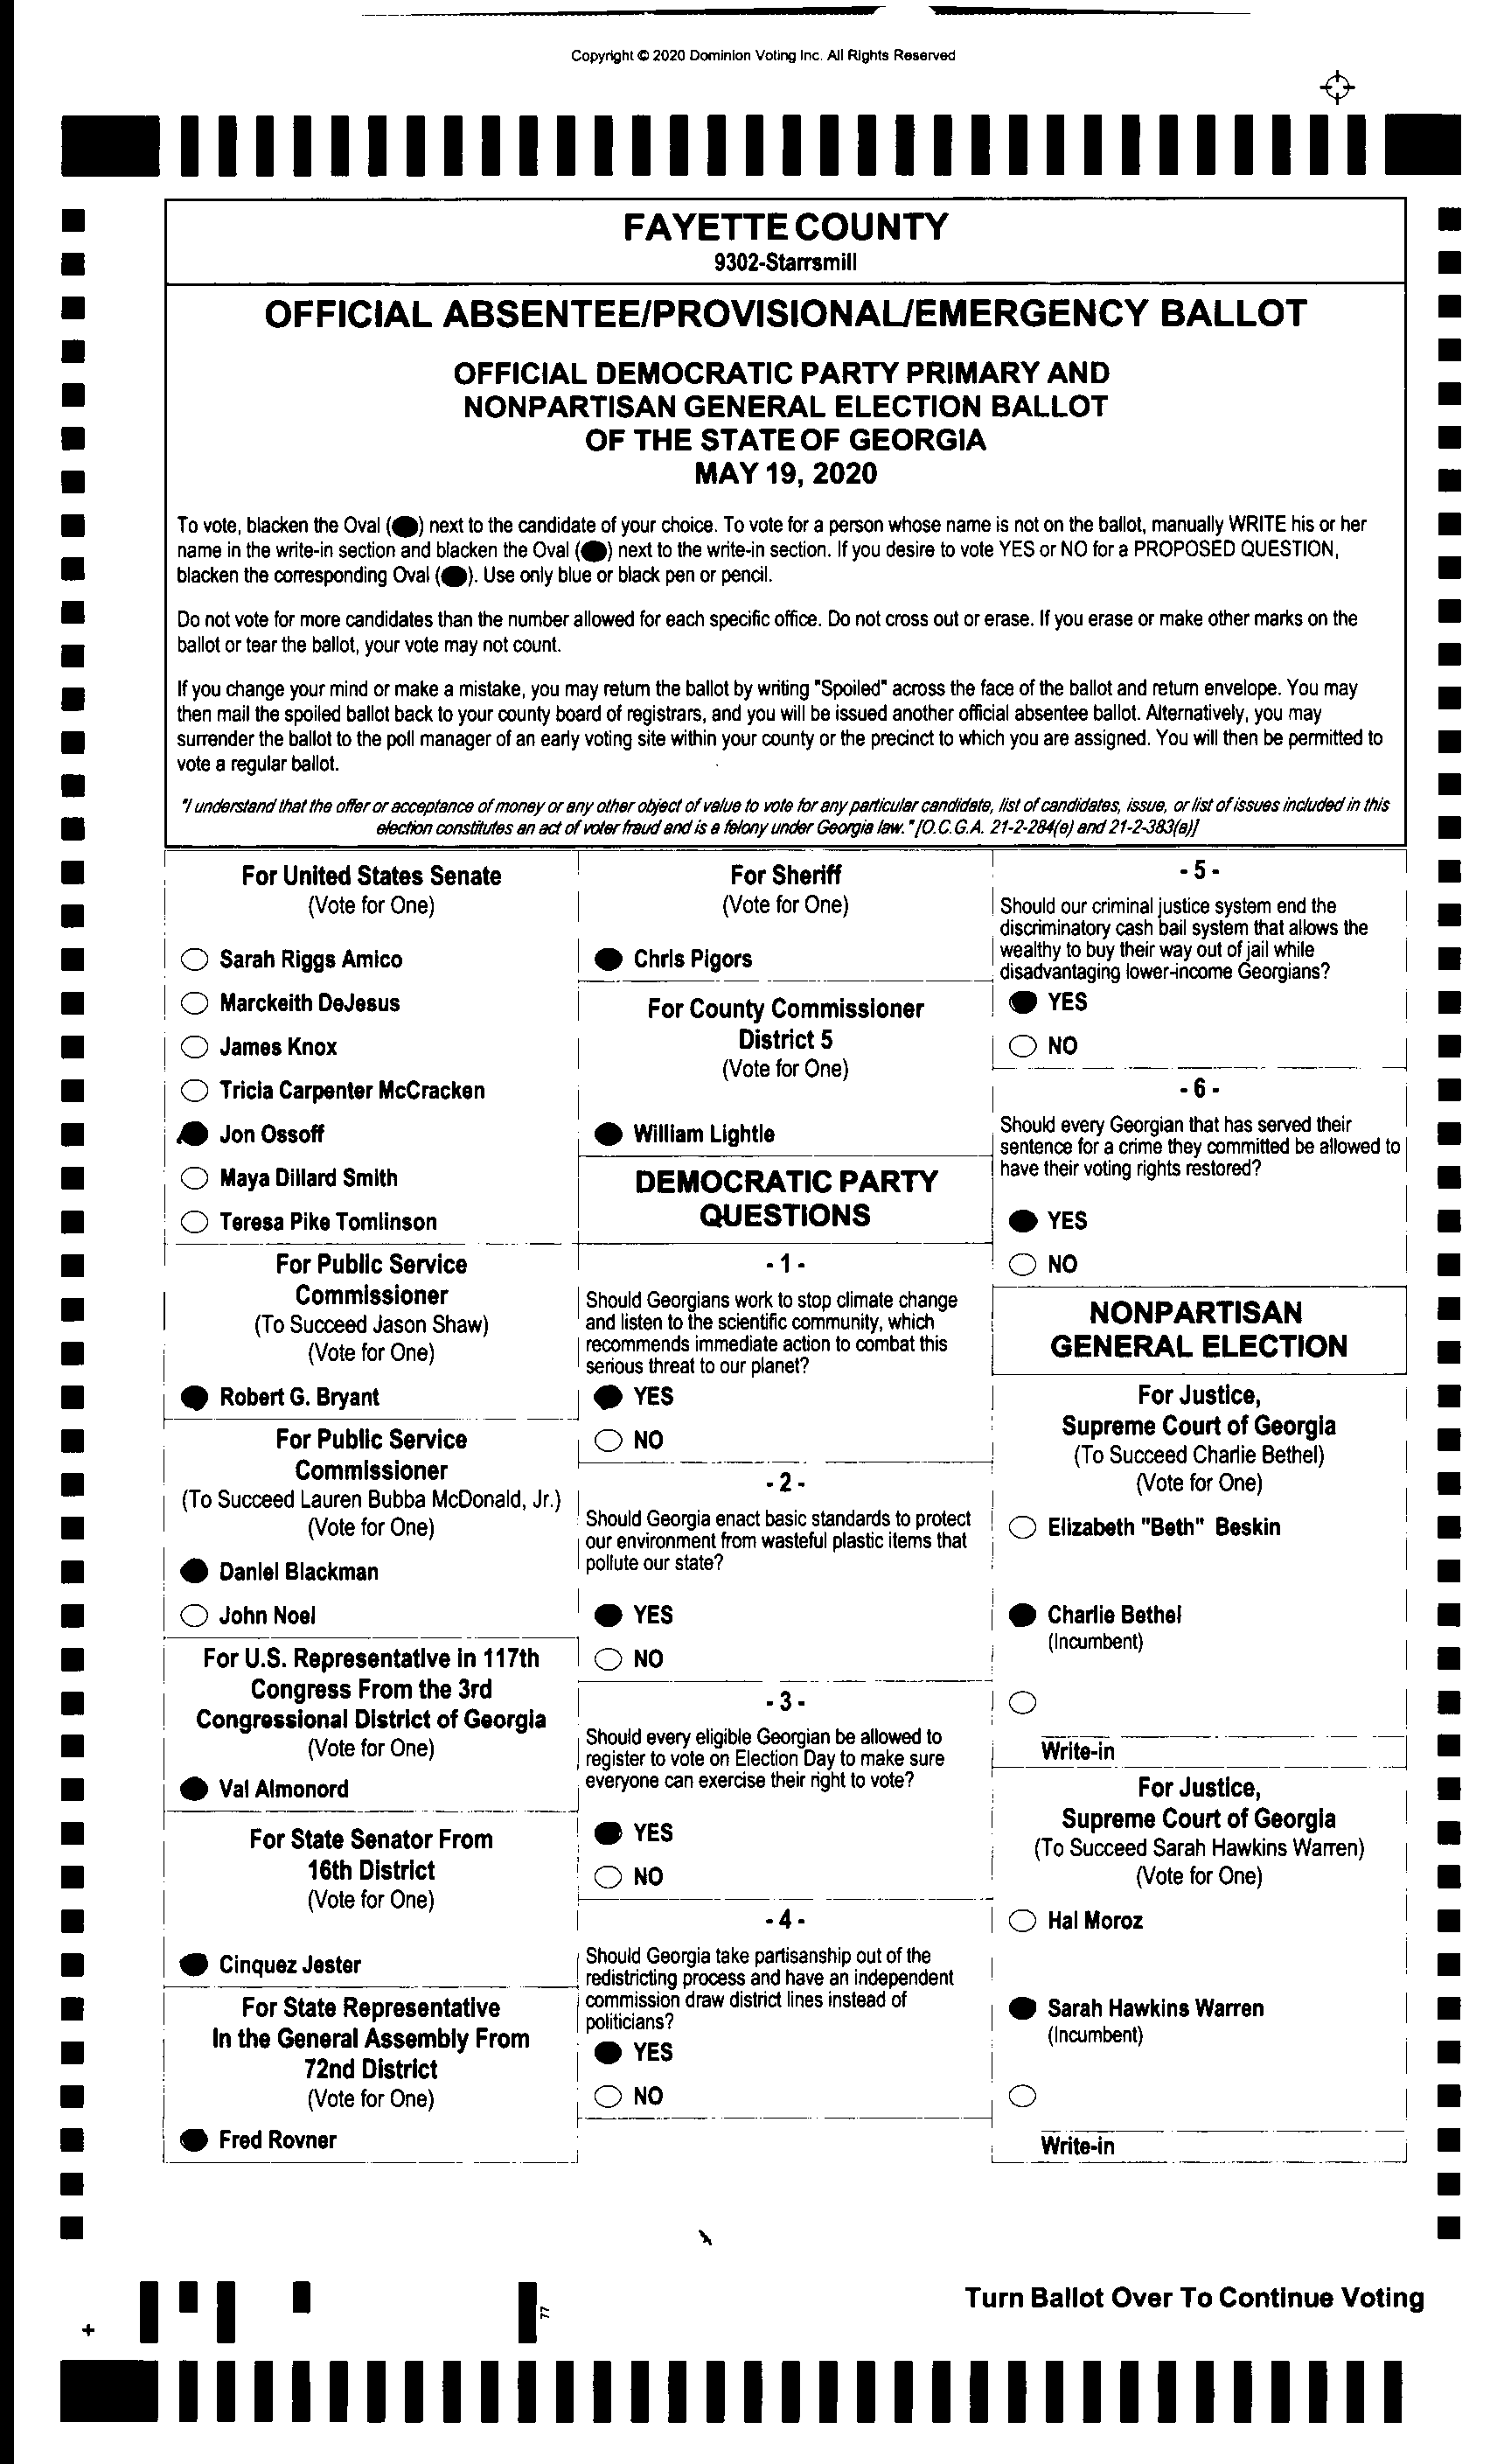 Copyright © 2020 Dominion Voting Inc. All Rights Reserved
FAYETTE COUNTY
9302-Starrsmill
OFFICIAL ABSENTEE/PROVISIONAL/EMERGENCY BALLOT
OFFICIAL DEMOCRATIC PARTY PRIMARY AND
NONPARTISAN GENERAL ELECTION BALLOT
OF THE STATE OF GEORGIA
MAY 19, 2020
To vote, blacken the Oval (●) next to the candidate of your choice. To vote for a person whose name is not on the ballot, manually WRITE his or her
name in the write-in section and blacken the Oval (●) next to the write-in section. If you desire to vote YES or NO for a PROPOSED QUESTION,
blacken the corresponding Oval (●). Use only blue or black pen or pencil.
Do not vote for more candidates than the number allowed for each specific office. Do not cross out or erase. If you erase or make other marks on the
ballot or tear the ballot, your vote may not count.
If you change your mind or make a mistake, you may return the ballot by writing "Spoiled" across the face of the ballot and return envelope. You may
then mail the spoiled ballot back to your county board of registrars, and you will be issued another official absentee ballot. Alternatively, you may
surrender the ballot to the poll manager of an early voting site within your county or the precinct to which you are assigned. You will then be permitted to
vote a regular ballot.
"I understand that the offer or acceptance of money or any other object of value to vote for any particular candidate, list of candidates, issue, or list of issues included in this
election constitutes an act of voter fraud and is a felony under Georgia law." [O.C.G.A. 21-2-284(e) and 21-2-383(a)]
For United States Senate
(Vote for One)
Sarah Riggs Amico
Marckeith DeJesus
James Knox
Tricia Carpenter McCracken
Jon Ossoff
Maya Dillard Smith
Teresa Pike Tomlinson
For Public Service
Commissioner
(To Succeed Jason Shaw)
(Vote for One)
Robert G. Bryant
For Public Service
Commissioner
(To Succeed Lauren Bubba McDonald, Jr.)
(Vote for One)
Daniel Blackman
John Noel
For U.S. Representative in 117th
Congress From the 3rd
Congressional District of Georgia
(Vote for One)
Val Almonord
For State Senator From
16th District
(Vote for One)
Cinquez Jester
For State Representative
In the General Assembly From
72nd District
(Vote for One)
Fred Rovner
For Sheriff
(Vote for One)
Chris Pigors
For County Commissioner
District 5
(Vote for One)
William Lightle
DEMOCRATIC PARTY
QUESTIONS
- 1 -
Should Georgians work to stop climate change
and listen to the scientific community, which
recommends immediate action to combat this
serious threat to our planet?
YES
NO
- 2 -
Should Georgia enact basic standards to protect
our environment from wasteful plastic items that
pollute our state?
YES
NO
- 3 -
Should every eligible Georgian be allowed to
register to vote on Election Day to make sure
everyone can exercise their right to vote?
YES
NO
- 4 -
Should Georgia take partisanship out of the
redistricting process and have an independent
commission draw district lines instead of
politicians?
YES
NO
- 5 -
Should our criminal justice system end the
discriminatory cash bail system that allows the
wealthy to buy their way out of jail while
disadvantaging lower-income Georgians?
YES
NO
- 6 -
Should every Georgian that has served their
sentence for a crime they committed be allowed to
have their voting rights restored?
YES
NO
NONPARTISAN
GENERAL ELECTION
For Justice,
Supreme Court of Georgia
(To Succeed Charlie Bethel)
(Vote for One)
Elizabeth "Beth" Beskin
Charlie Bethel
(Incumbent)
Write-in
For Justice,
Supreme Court of Georgia
(To Succeed Sarah Hawkins Warren)
(Vote for One)
Hal Moroz
Sarah Hawkins Warren
(Incumbent)
Write-in
Turn Ballot Over To Continue Voting
77